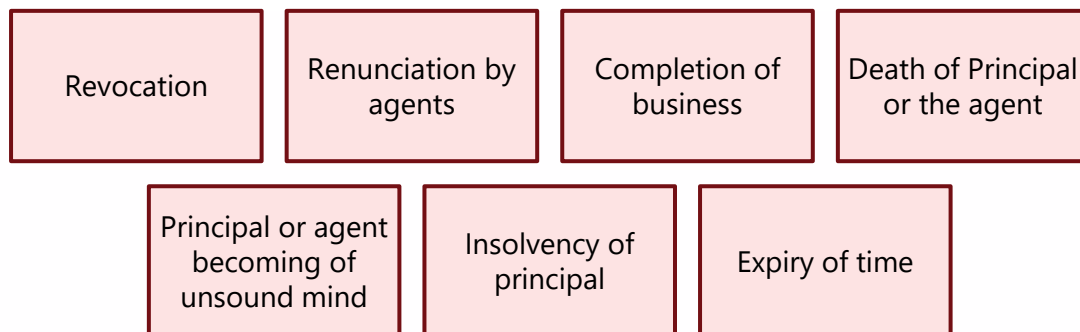 Revocation
Renunciation by
agents
Completion of
business
Death of Principal
or the agent
Principal or agent
becoming of
unsound mind
Insolvency of
principal
Expiry of time